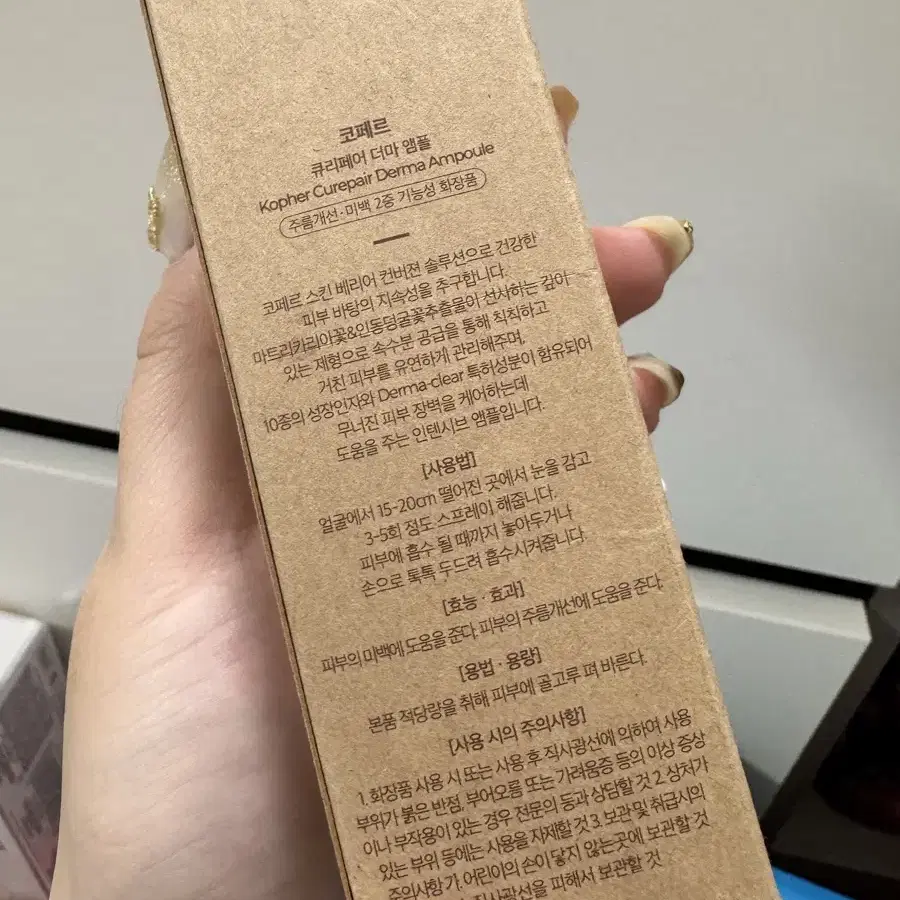 코페르
큐리페어 더마 앰플
Kopher Curepair Derma Ampoule
주름개선·미백 2중 기능성 화장품
코페르 스킨 베리어 컨버젼 솔루션으로 건강한
피부 바탕의 지속성을 추구합니다.
마트리카리아꽃&인동덩굴꽃추출물이 선사하는 깊이
있는 제형으로 속수분 공급을 통해 칙칙하고
거친 피부를 유연하게 관리해주며,
10종의 성장인자와 Derma-clear 특허성분이 함유되어
무너진 피부 장벽을 케어하는데
도움을 주는 인텐시브 앰플입니다.
[사용법]
얼굴에서 15-20cm 떨어진 곳에서 눈을 감고
3-5회 정도 스프레이 해줍니다.
피부에 흡수 될 때까지 놓아두거나
손으로 톡톡 두드려 흡수시켜줍니다.
[효능·효과]
피부의 미백에 도움을 준다. 피부의 주름개선에 도움을 준다.
[용법·용량]
본품 적당량을 취해 피부에 골고루 펴 바른다.
[사용 시의 주의사항]
1. 화장품 사용 시 또는 사용 후 직사광선에 의하여 사용
부위가 붉은 반점, 부어오름 또는 가려움증 등의 이상 증상
이나 부작용이 있는 경우 전문의 등과 상담할 것 2. 상처가
있는 부위 등에는 사용을 자제할 것 3. 보관 및 취급시의
주의사항 가. 어린이의 손이 닿지 않는곳에 보관할 것
직사광선을 피해서 보관할 것